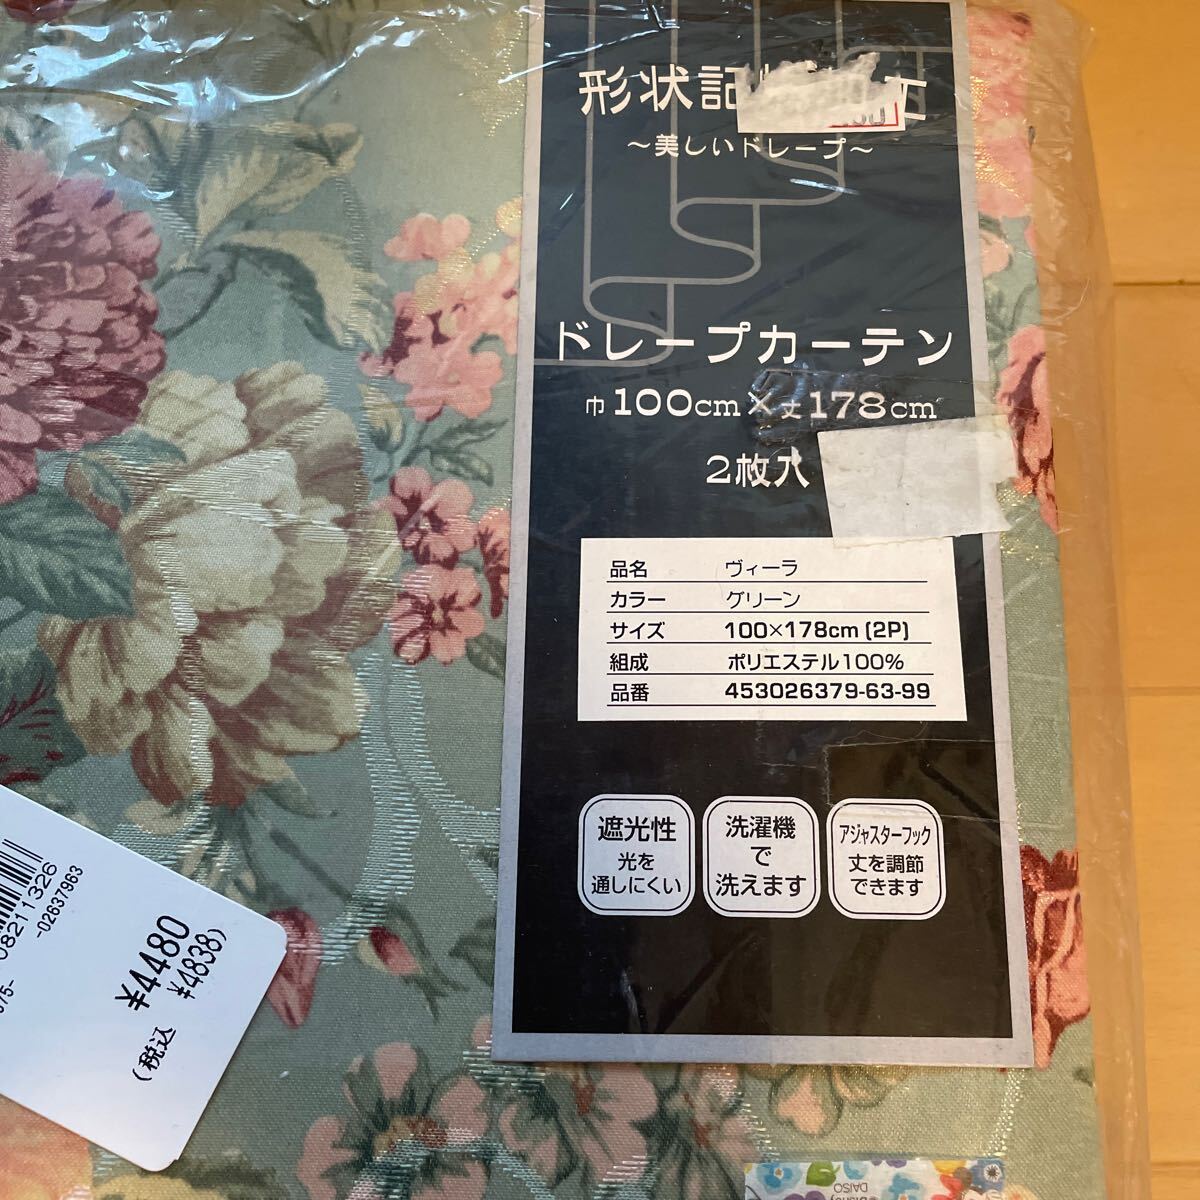 形状記
～美しいドレープ～
ドレープカーテン
巾100cm×丈178cm
2枚入
品名 ヴィーラ
カラー グリーン
サイズ 100×178cm(2P)
組成 ポリエステル100%
品番 453026379-63-99
遮光性
光を
通しにくい
洗濯機
で
洗えます
アジャスターフック
丈を調節
できます
08211326
-02637963
¥4480
(税込 ¥4838)
©Disney
DAISO